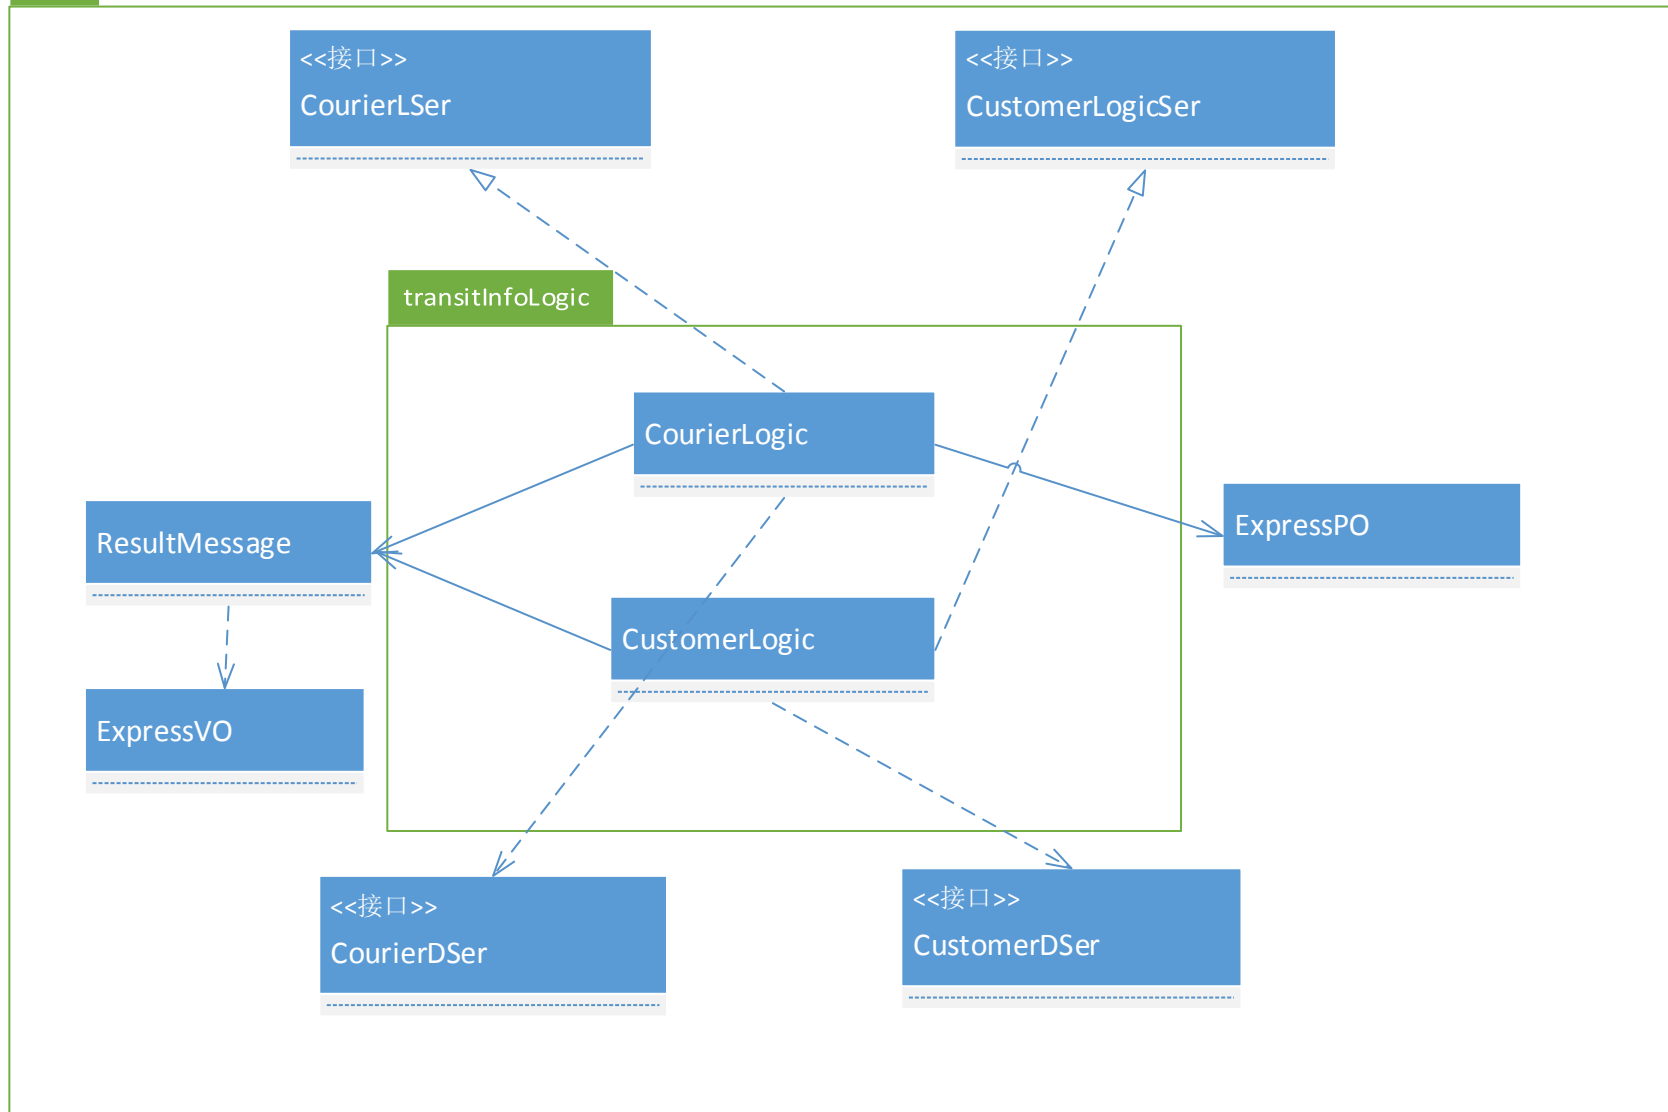 <<接口>>
CourierLSer
<<接口>>
CustomerLogicSer
transitInfoLogic
CourierLogic
ResultMessage
ExpressPO
CustomerLogic
ExpressVO
<<接口>>
CourierDSer
<<接口>>
CustomerDSer